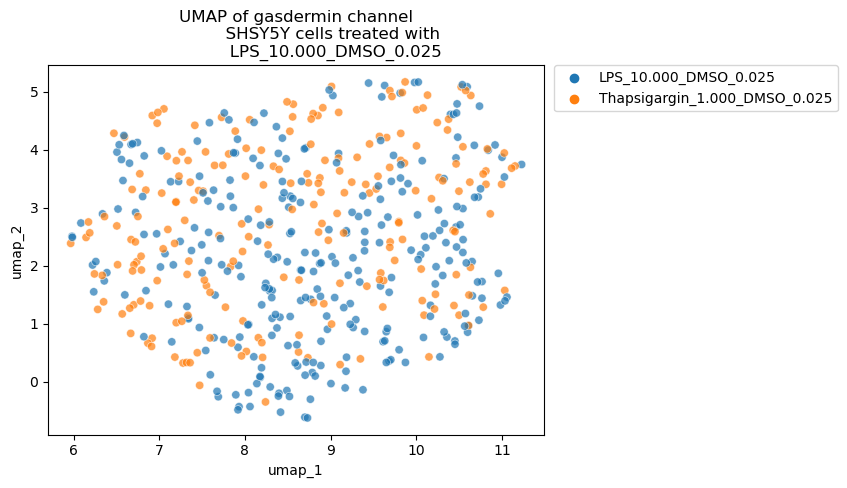 UMAP of gasdermin channel
SHSY5Y cells treated with
LPS_10.000_DMSO_0.025
LPS_10.000_DMSO_0.025
Thapsigargin_1.000_DMSO_0.025
umap_2
5
4
3
2
1
0
6 7 8 9 10 11
umap_1